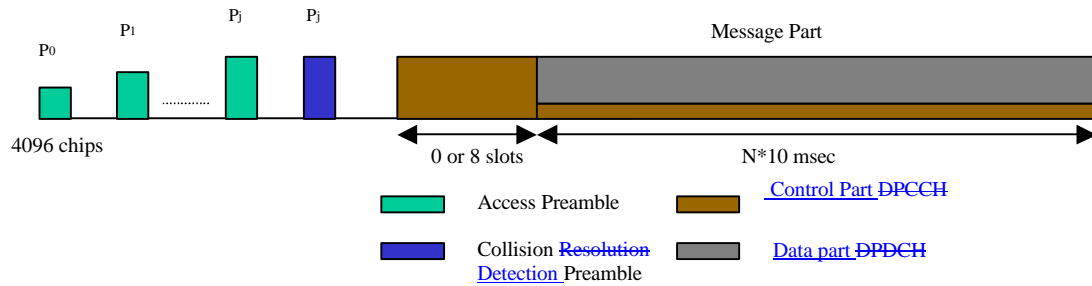 Pj Pj
P1 Message Part
P0
.............
4096 chips
0 or 8 slots N*10 msec
Access Preamble Control Part DPCCH
Collision Resolution Data part DPDCH
Detection Preamble